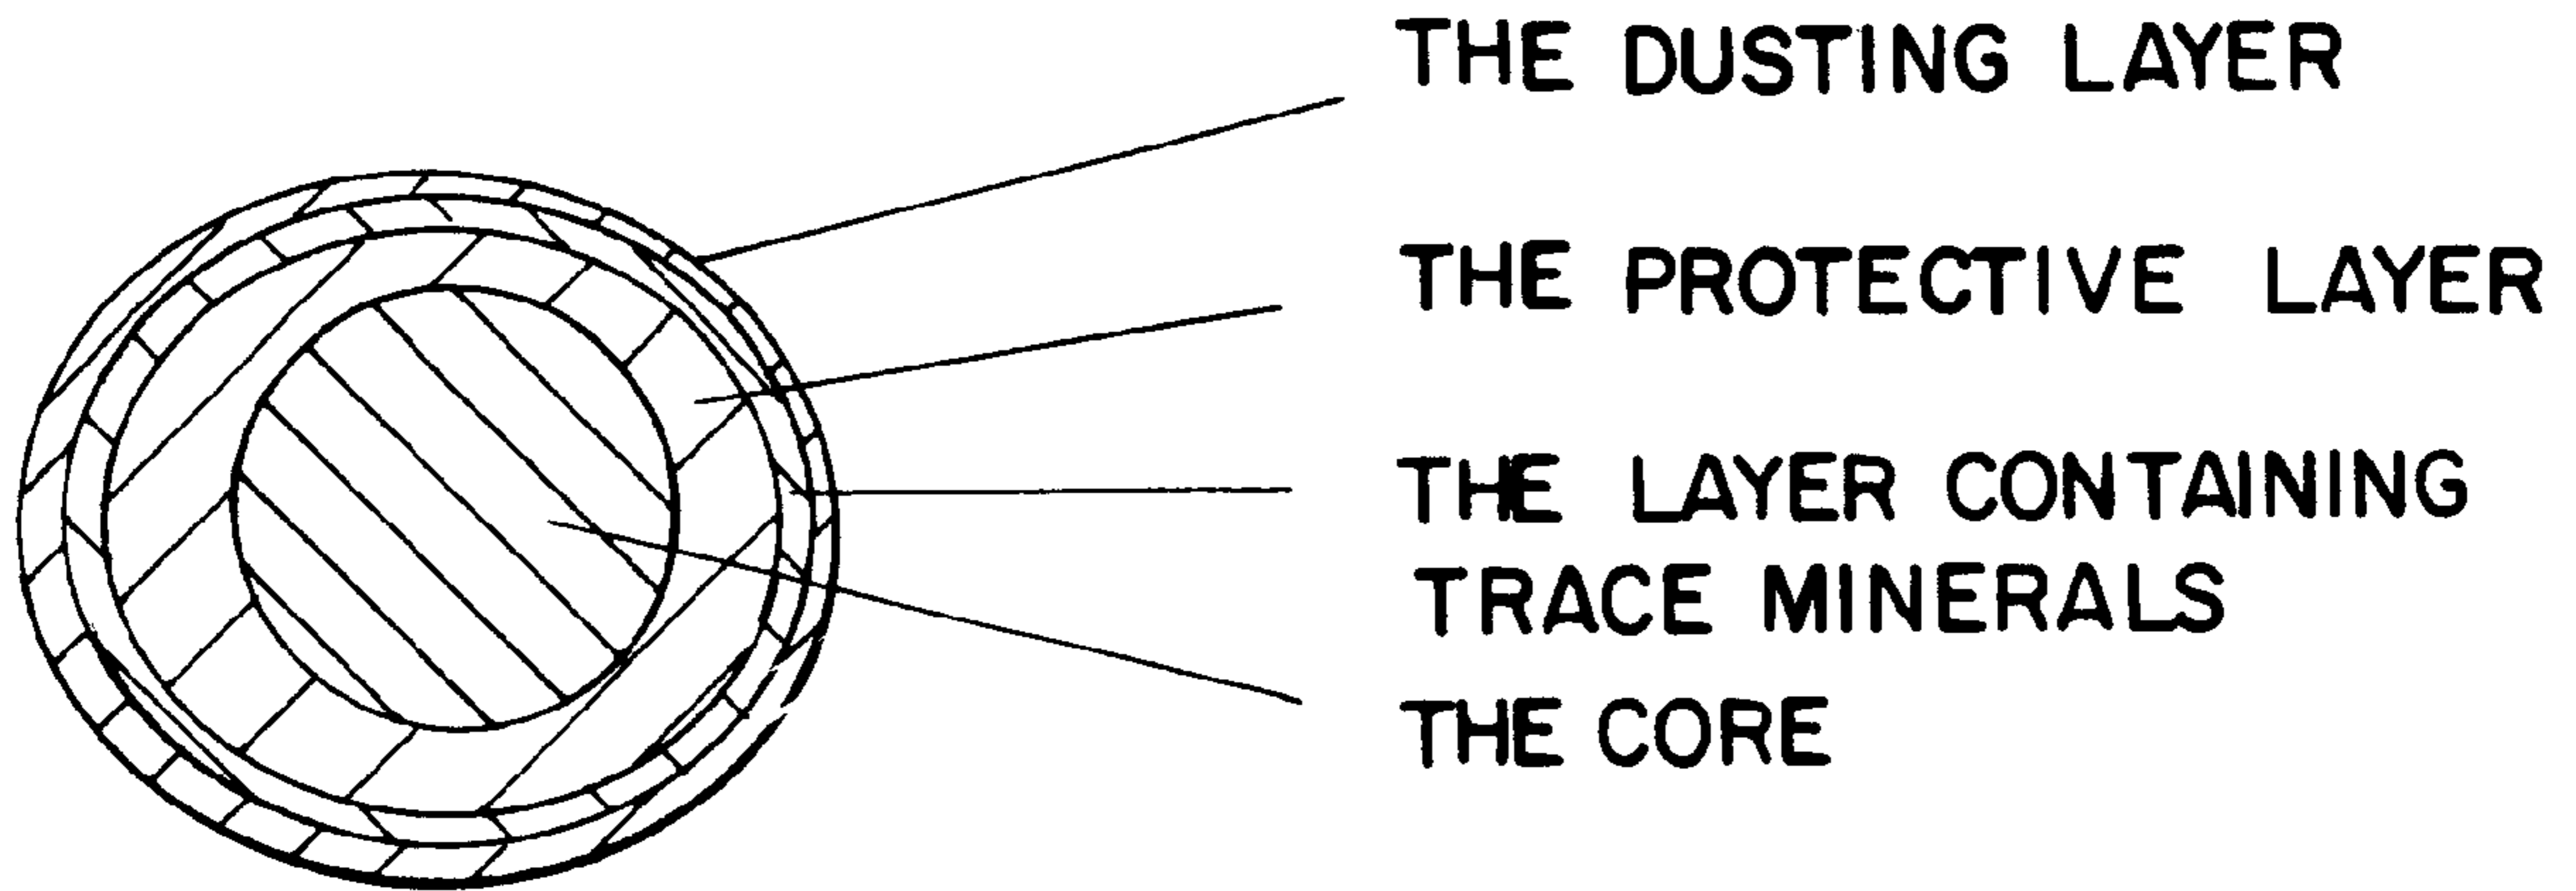 THE DUSTING LAYER
THE PROTECTIVE LAYER
THE LAYER CONTAINING
TRACE MINERALS
THE CORE